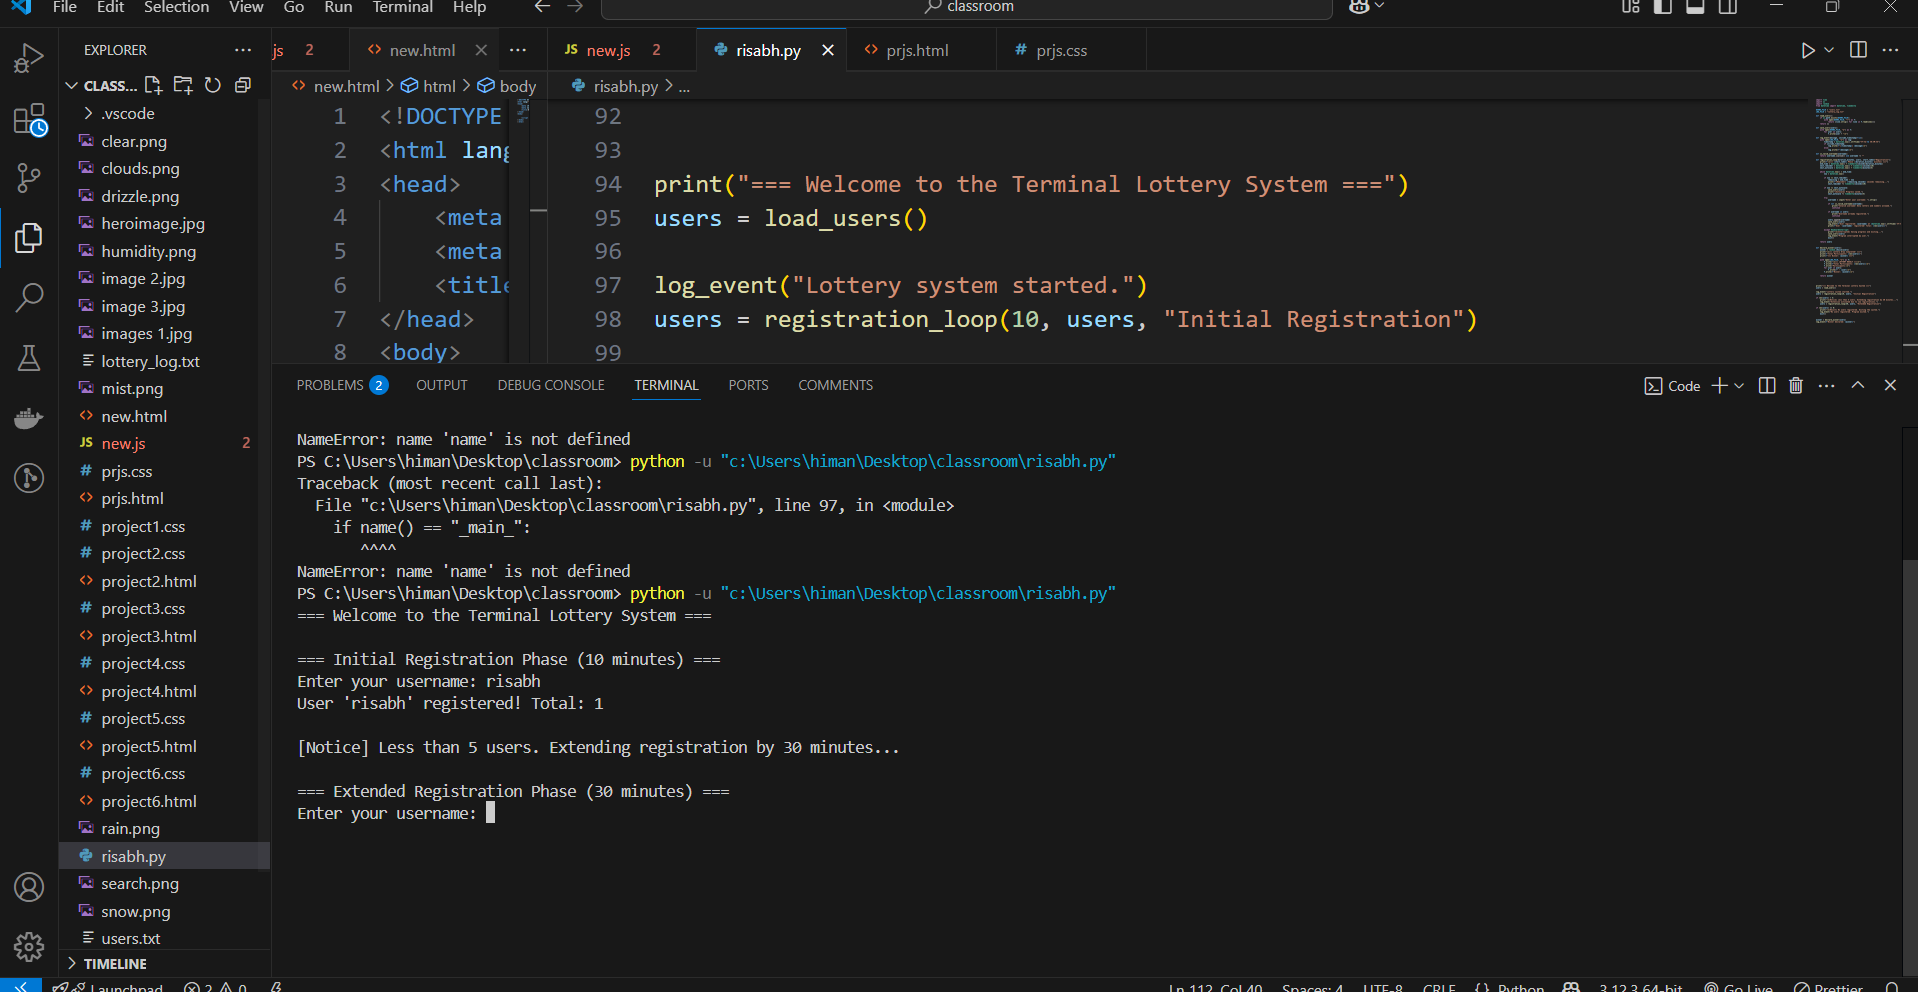 File Edit Selection View Go Run Terminal Help
classroom
EXPLORER
CLASS...
.vscode
clear.png
clouds.png
drizzle.png
heroimage.jpg
humidity.png
image 2.jpg
image 3.jpg
images 1.jpg
lottery_log.txt
mist.png
new.html
JS new.js 2
# prjs.css
prjs.html
# project1.css
# project2.css
project2.html
# project3.css
project3.html
# project4.css
project4.html
# project5.css
project5.html
# project6.css
project6.html
rain.png
risabh.py
search.png
snow.png
users.txt
TIMELINE
js 2
<> new.html
new.html > html > body
1 <!DOCTYPE
2 <html lang
3 <head>
4 <meta
5 <meta
6 <title
7 </head>
8 <body>
JS new.js 2
risabh.py
<> prjs.html
# prjs.css
risabh.py > ...
92
93
94 print("=== Welcome to the Terminal Lottery System ===")
95 users = load_users()
96
97 log_event("Lottery system started.")
98 users = registration_loop(10, users, "Initial Registration")
99
PROBLEMS 2 OUTPUT DEBUG CONSOLE TERMINAL PORTS COMMENTS
Code
NameError: name 'name' is not defined
PS C:\Users\himan\Desktop\classroom> python -u "c:\Users\himan\Desktop\classroom\risabh.py"
Traceback (most recent call last):
File "c:\Users\himan\Desktop\classroom\risabh.py", line 97, in <module>
if name() == "_main_":
^^^^
NameError: name 'name' is not defined
PS C:\Users\himan\Desktop\classroom> python -u "c:\Users\himan\Desktop\classroom\risabh.py"
=== Welcome to the Terminal Lottery System ===
=== Initial Registration Phase (10 minutes) ===
Enter your username: risabh
User 'risabh' registered! Total: 1
[Notice] Less than 5 users. Extending registration by 30 minutes...
=== Extended Registration Phase (30 minutes) ===
Enter your username:
Launchpad 2 0
Ln 112, Col 40 Spaces: 4 UTF-8 CRLF {} Python 3.12.3 64-bit Go Live Prettier